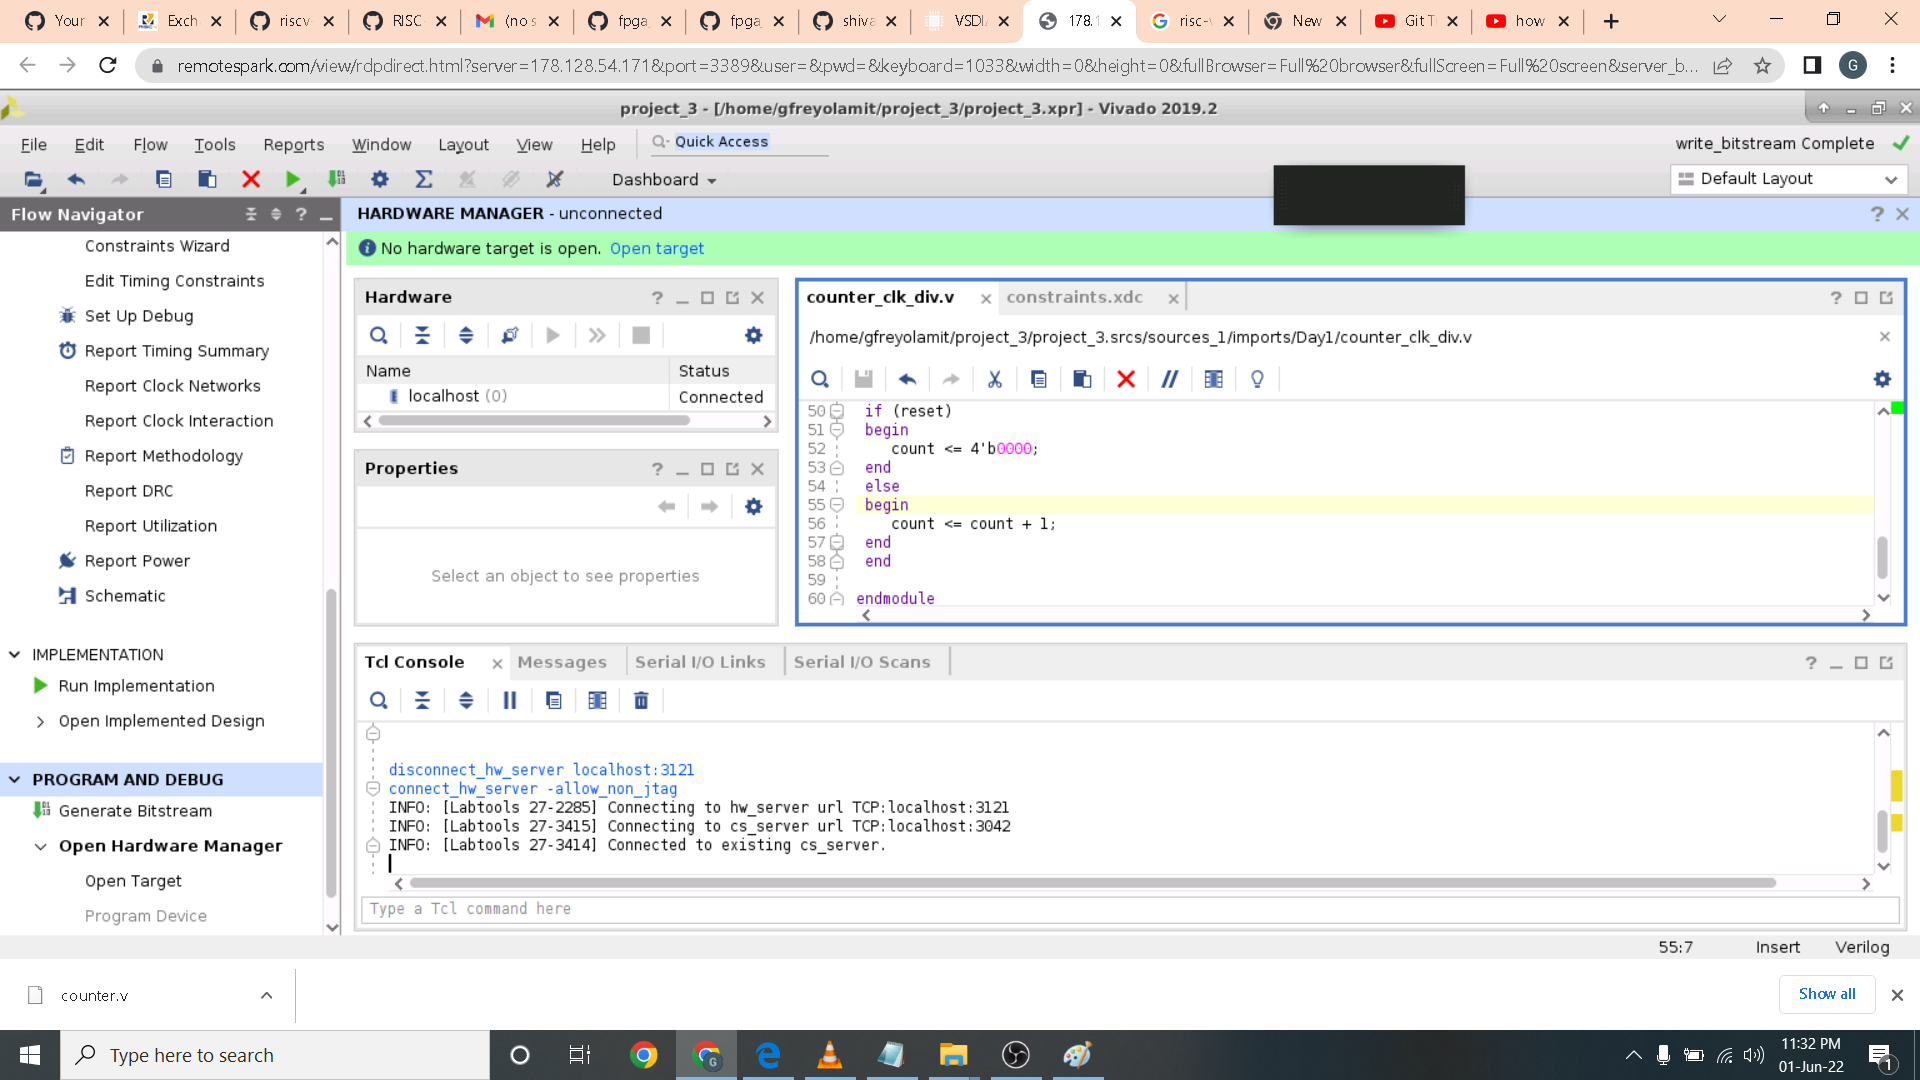 Your
Exch
riscv
RISC
(no s
fpga_
fpga_
shiva
VSDI
178.1
risc-v
New
Git T
how
remotespark.com/view/rdpdirect.html?server=178.128.54.171&port=3389&user=&pwd=&keyboard=1033&width=0&height=0&fullBrowser=Full%20browser&fullScreen=Full%20screen&server_b...
G
project_3 - [/home/gfreyolamit/project_3/project_3.xpr] - Vivado 2019.2
File Edit Flow Tools Reports Window Layout View Help
Quick Access
write_bitstream Complete
Dashboard
Default Layout
Flow Navigator
HARDWARE MANAGER - unconnected
No hardware target is open. Open target
Constraints Wizard
Edit Timing Constraints
Set Up Debug
Report Timing Summary
Report Clock Networks
Report Clock Interaction
Report Methodology
Report DRC
Report Utilization
Report Power
Schematic
IMPLEMENTATION
Run Implementation
Open Implemented Design
PROGRAM AND DEBUG
Generate Bitstream
Open Hardware Manager
Open Target
Program Device
Hardware
Name Status
localhost (0) Connected
Properties
Select an object to see properties
counter_clk_div.v
constraints.xdc
/home/gfreyolamit/project_3/project_3.srcs/sources_1/imports/Day1/counter_clk_div.v
50 if (reset)
51 begin
52 count <= 4'b0000;
53 end
54 else
55 begin
56 count <= count + 1;
57 end
58 end
59
60 endmodule
Tcl Console
Messages
Serial I/O Links
Serial I/O Scans
disconnect_hw_server localhost:3121
connect_hw_server -allow_non_jtag
INFO: [Labtools 27-2285] Connecting to hw_server url TCP:localhost:3121
INFO: [Labtools 27-3415] Connecting to cs_server url TCP:localhost:3042
INFO: [Labtools 27-3414] Connected to existing cs_server.
Type a Tcl command here
55:7 Insert Verilog
counter.v
Show all
Type here to search
G
11:32 PM
01-Jun-22
1